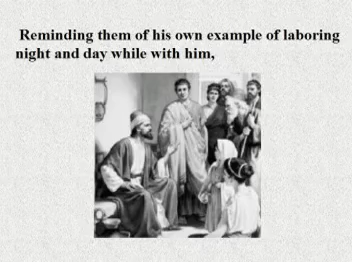 Reminding them of his own example of laboring
night and day while with him,